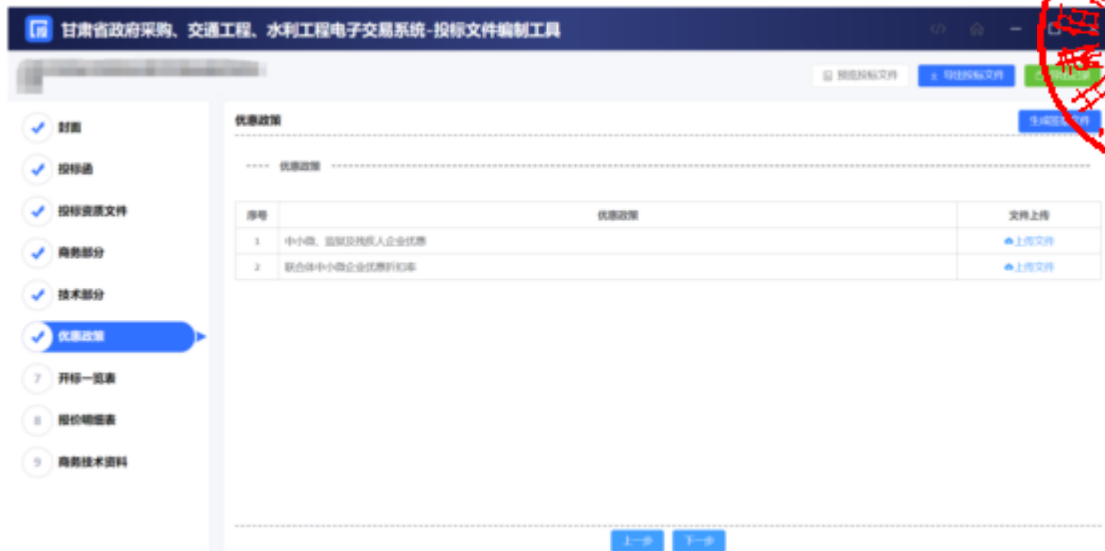 甘肃省政府采购、交通工程、水利工程电子交易系统-投标文件编制工具
预览投标文件
导出投标文件
封面
优惠政策
生成投标文件
投标函
优惠政策
投标资质文件
序号 优惠政策 文件上传
1 中小微、监狱及残疾人企业优惠 上传文件
商务部分
2 联合体中小微企业优惠折扣率 上传文件
技术部分
优惠政策
7 开标一览表
8 报价明细表
9 商务技术资料
上一步 下一步